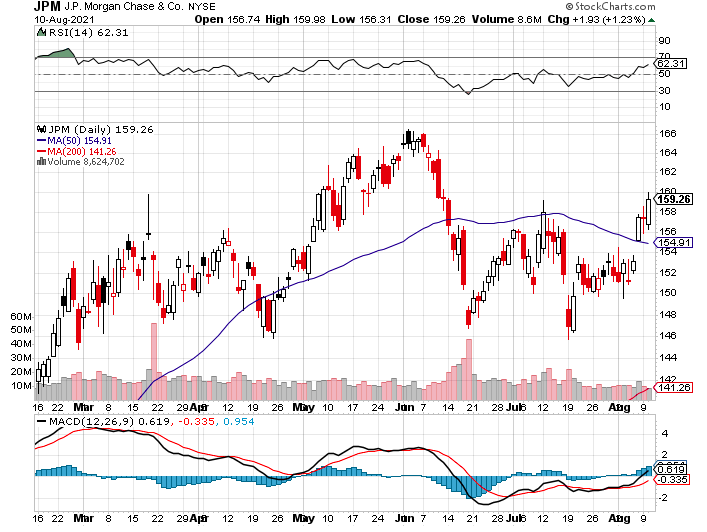 JPM J.P. Morgan Chase & Co. NYSE © StockCharts.com
10-Aug-2021 Open 156.74 High 159.98 Low 156.31 Close 159.26 Volume 8.6M Chg +1.93 (+1.23%)
RSI(14) 62.31
90
70
62.31
50
30
10
JPM (Daily) 159.26
MA(50) 154.91
MA(200) 141.26
Volume 8,624,702
166
164
162
160
159.26
158
156
154.91
154
152
150
148
146
144
142
141.26
60M
50M
40M
30M
20M
10M
16 22 Mar 8 15 22 29 Apr 5 12 19 26 May 10 17 24 Jun 7 14 21 28 Jul 6 12 19 26 Aug 9
MACD(12,26,9) 0.619, -0.335, 0.954
4
2
0.619
-0.335
-2
16 22 Mar 8 15 22 29 Apr 5 12 19 26 May 10 17 24 Jun 7 14 21 28 Jul 6 12 19 26 Aug 9